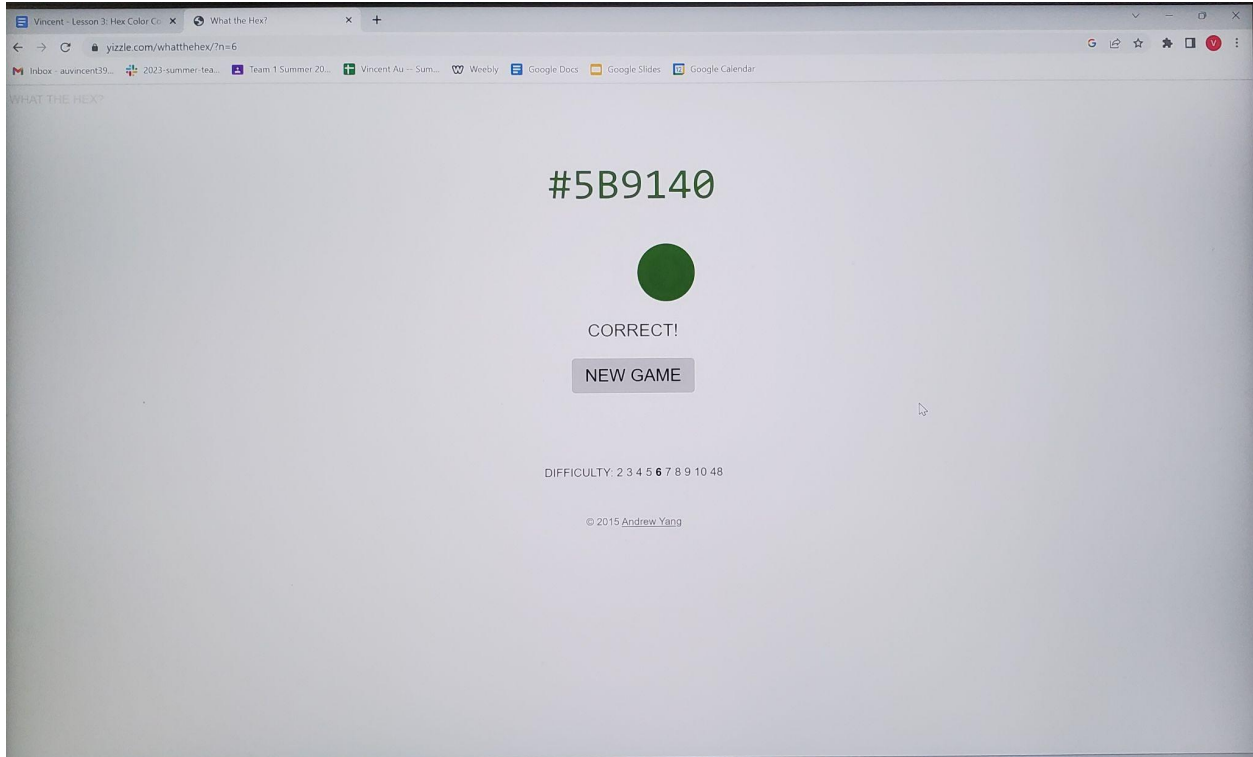 Vincent - Lesson 3: Hex Color Co
What the Hex?
yizzle.com/whatthehex/?n=6
Inbox - auvincent39...
2023-summer-tea...
Team 1 Summer 20...
Vincent Au -- Sum...
Weebly
Google Docs
Google Slides
Google Calendar
WHAT THE HEX?
#5B9140
CORRECT!
NEW GAME
DIFFICULTY: 2 3 4 5 6 7 8 9 10 48
© 2015 Andrew Yang